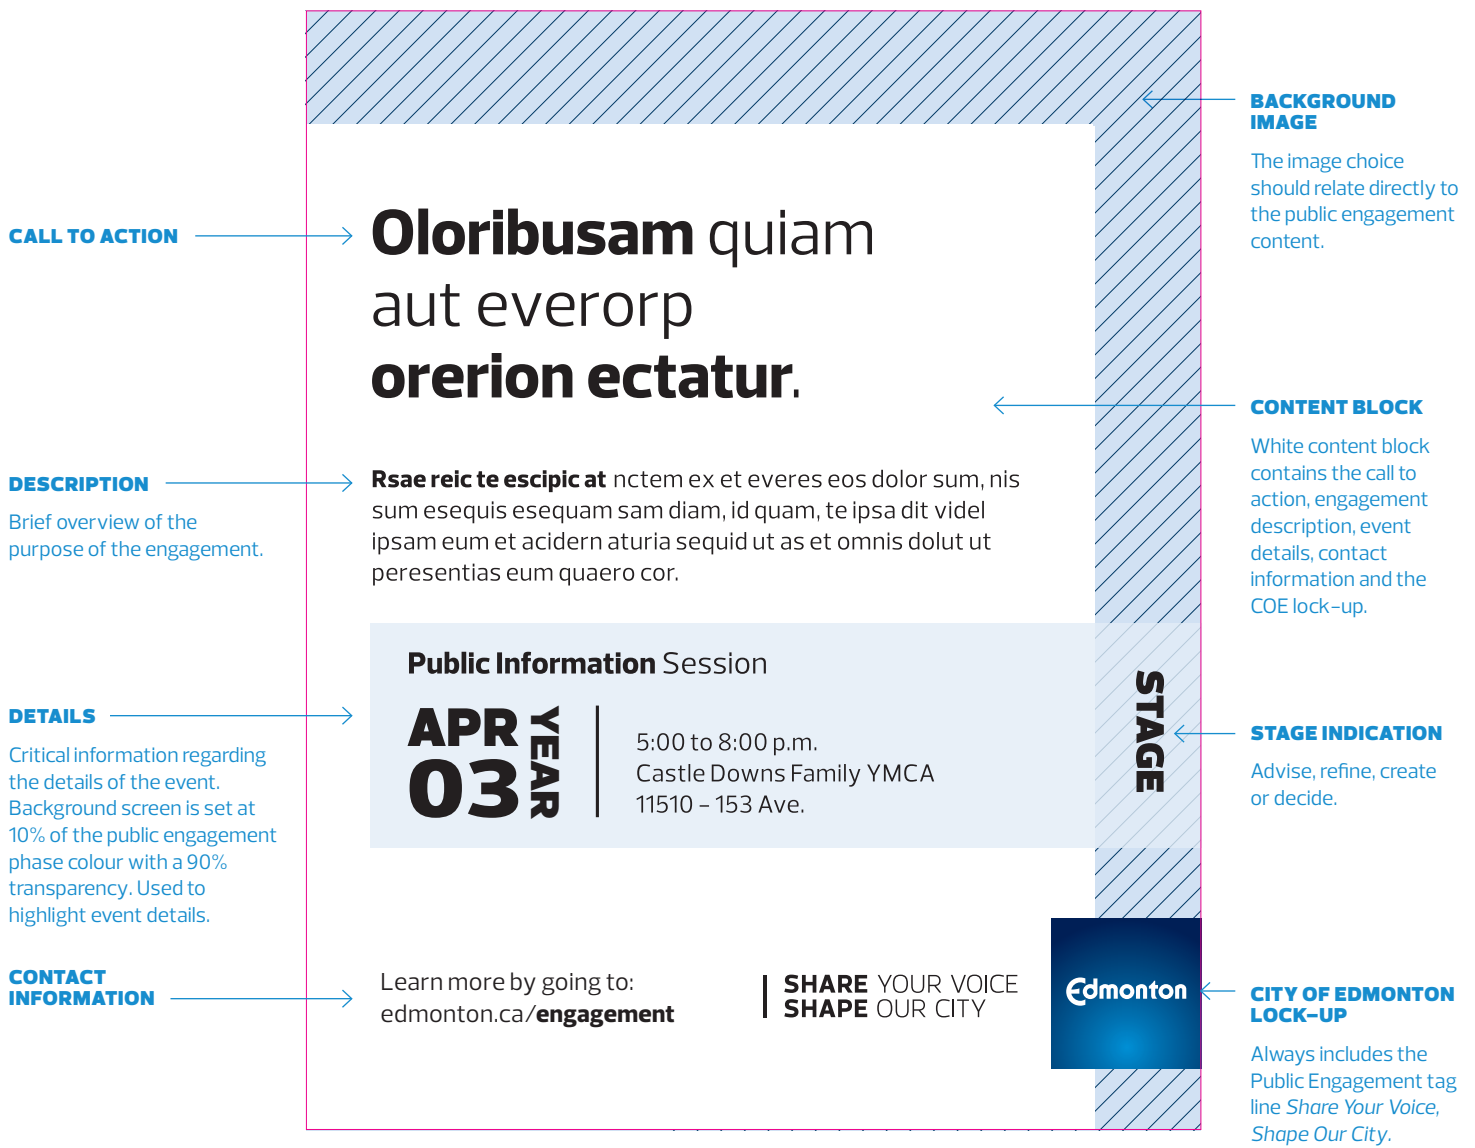 CALL TO ACTION
DESCRIPTION
Brief overview of the
purpose of the engagement.
DETAILS
Critical information regarding
the details of the event.
Background screen is set at
10% of the public engagement
phase colour with a 90%
transparency. Used to
highlight event details.
CONTACT
INFORMATION
Oloribusam quiam
aut everorp
orerion ectatur.
Rsae reic te escipic at nctem ex et everes eos dolor sum, nis
sum esequis esequam sam diam, id quam, te ipsa dit videl
ipsam eum et acidern aturia sequid ut as et omnis dolut ut
peresentias eum quaero cor.
Public Information Session
APR
03
YEAR
5:00 to 8:00 p.m.
Castle Downs Family YMCA
11510 – 153 Ave.
STAGE
Learn more by going to:
edmonton.ca/engagement
SHARE YOUR VOICE
SHAPE OUR CITY
Edmonton
BACKGROUND
IMAGE
The image choice
should relate directly to
the public engagement
content.
CONTENT BLOCK
White content block
contains the call to
action, engagement
description, event
details, contact
information and the
COE lock-up.
STAGE INDICATION
Advise, refine, create
or decide.
CITY OF EDMONTON
LOCK-UP
Always includes the
Public Engagement tag
line Share Your Voice,
Shape Our City.